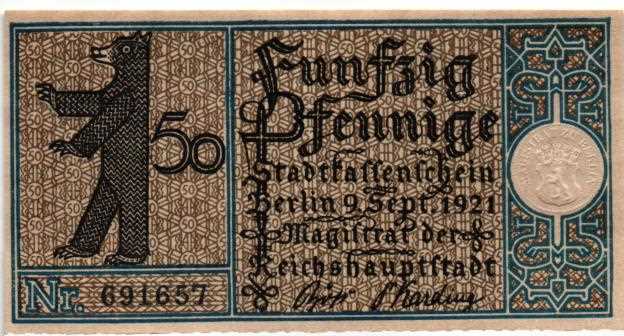 50
Funfzig
Pfennige
Stadtkassenschein
Berlin 9. Sept. 1921
Magistrat der
Reichshauptstadt
Nr. 691657